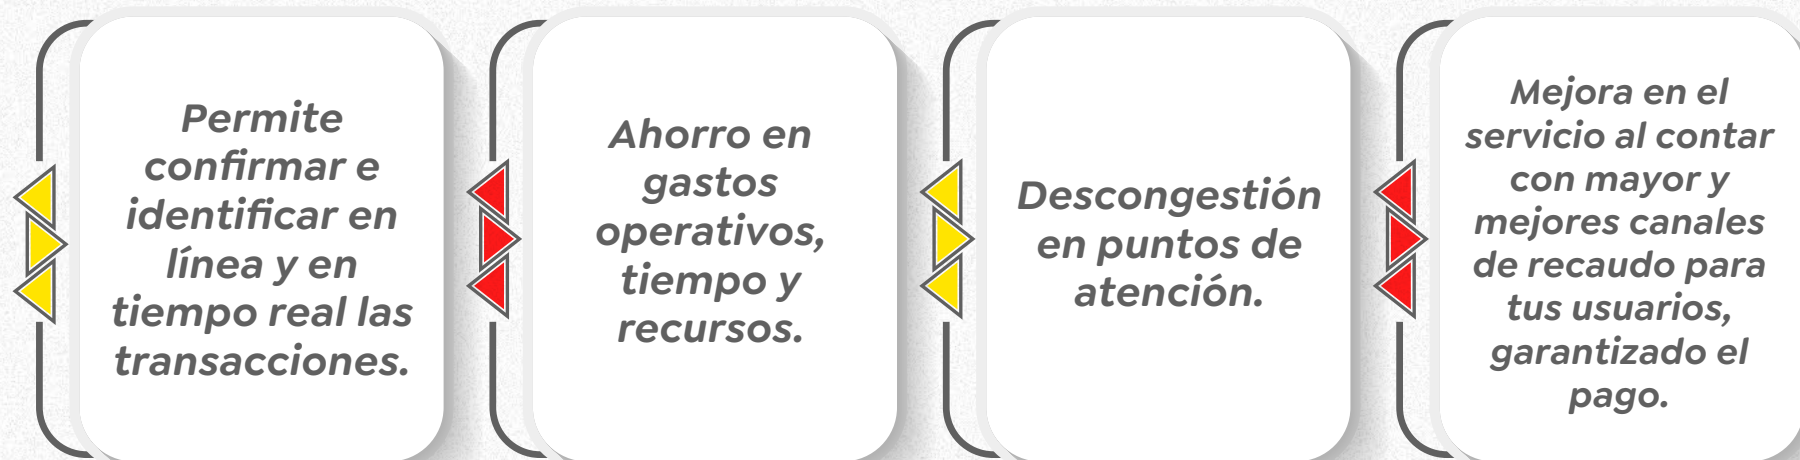 Permite
confirmar e
identificar en
línea y en
tiempo real las
transacciones.
Ahorro en
gastos
operativos,
tiempo y
recursos.
Descongestión
en puntos de
atención.
Mejora en el
servicio al contar
con mayor y
mejores canales
de recaudo para
tus usuarios,
garantizado el
pago.